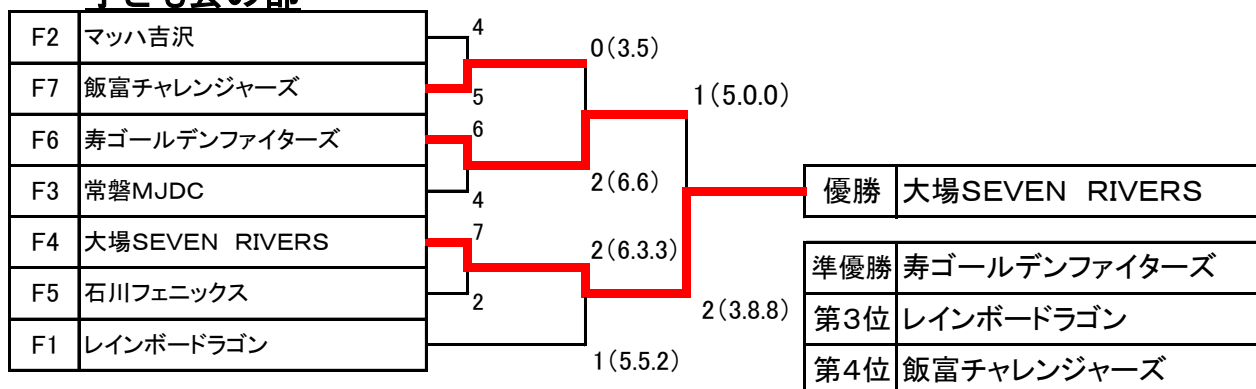 子ども会の部
F2 マッハ吉沢
F7 飯富チャレンジャーズ
F6 寿ゴールデンファイターズ
F3 常磐MJDC
F4 大場SEVEN RIVERS
F5 石川フェニックス
F1 レインボードラゴン
4
5
6
4
7
2
0(3.5)
2(6.6)
2(6.3.3)
1(5.5.2)
1(5.0.0)
2(3.8.8)
優勝 大場SEVEN RIVERS
準優勝 寿ゴールデンファイターズ
第3位 レインボードラゴン
第4位 飯富チャレンジャーズ